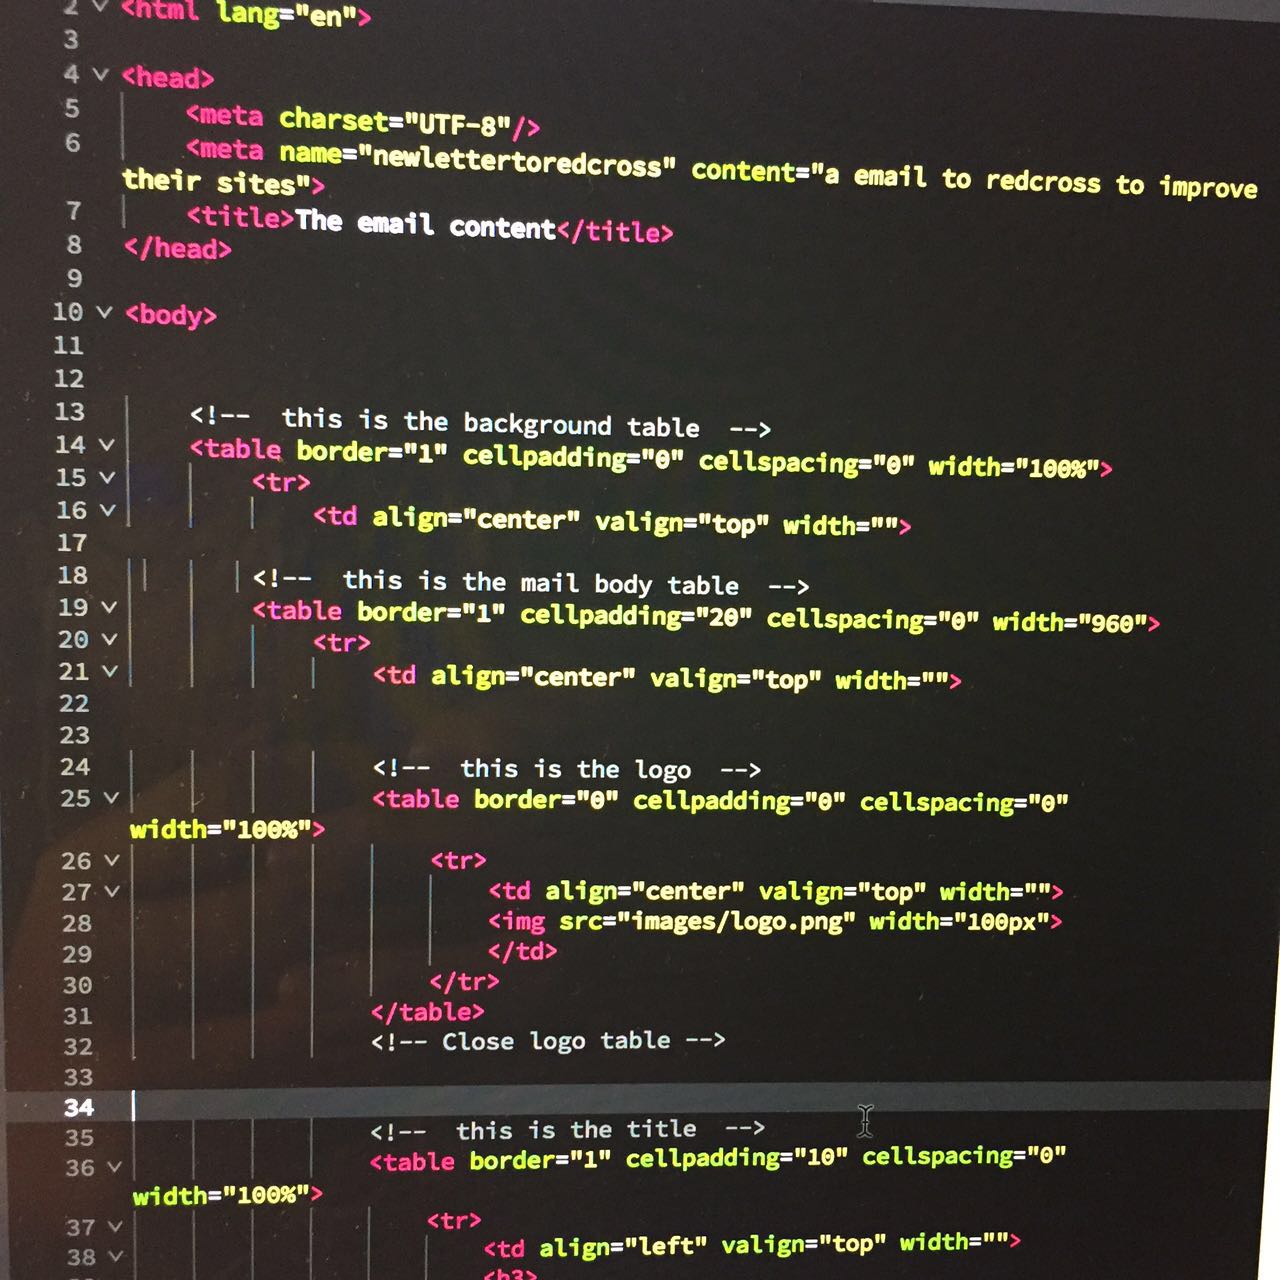 2 <html lang="en">
3
4 <head>
5 <meta charset="UTF-8"/>
6 <meta name="newlettertoredcross" content="a email to redcross to improve
their sites">
7 <title>The email content</title>
8 </head>
9
10 <body>
11
12
13 <!-- this is the background table -->
14 <table border="1" cellpadding="0" cellspacing="0" width="100%">
15 <tr>
16 <td align="center" valign="top" width="">
17
18 <!-- this is the mail body table -->
19 <table border="1" cellpadding="20" cellspacing="0" width="960">
20 <tr>
21 <td align="center" valign="top" width="">
22
23
24 <!-- this is the logo -->
25 <table border="0" cellpadding="0" cellspacing="0"
width="100%">
26 <tr>
27 <td align="center" valign="top" width="">
28 <img src="images/logo.png" width="100px">
29 </td>
30 </tr>
31 </table>
32 <!-- Close logo table -->
33
34
35 <!-- this is the title -->
36 <table border="1" cellpadding="10" cellspacing="0"
width="100%">
37 <tr>
38 <td align="left" valign="top" width="">
<h3>